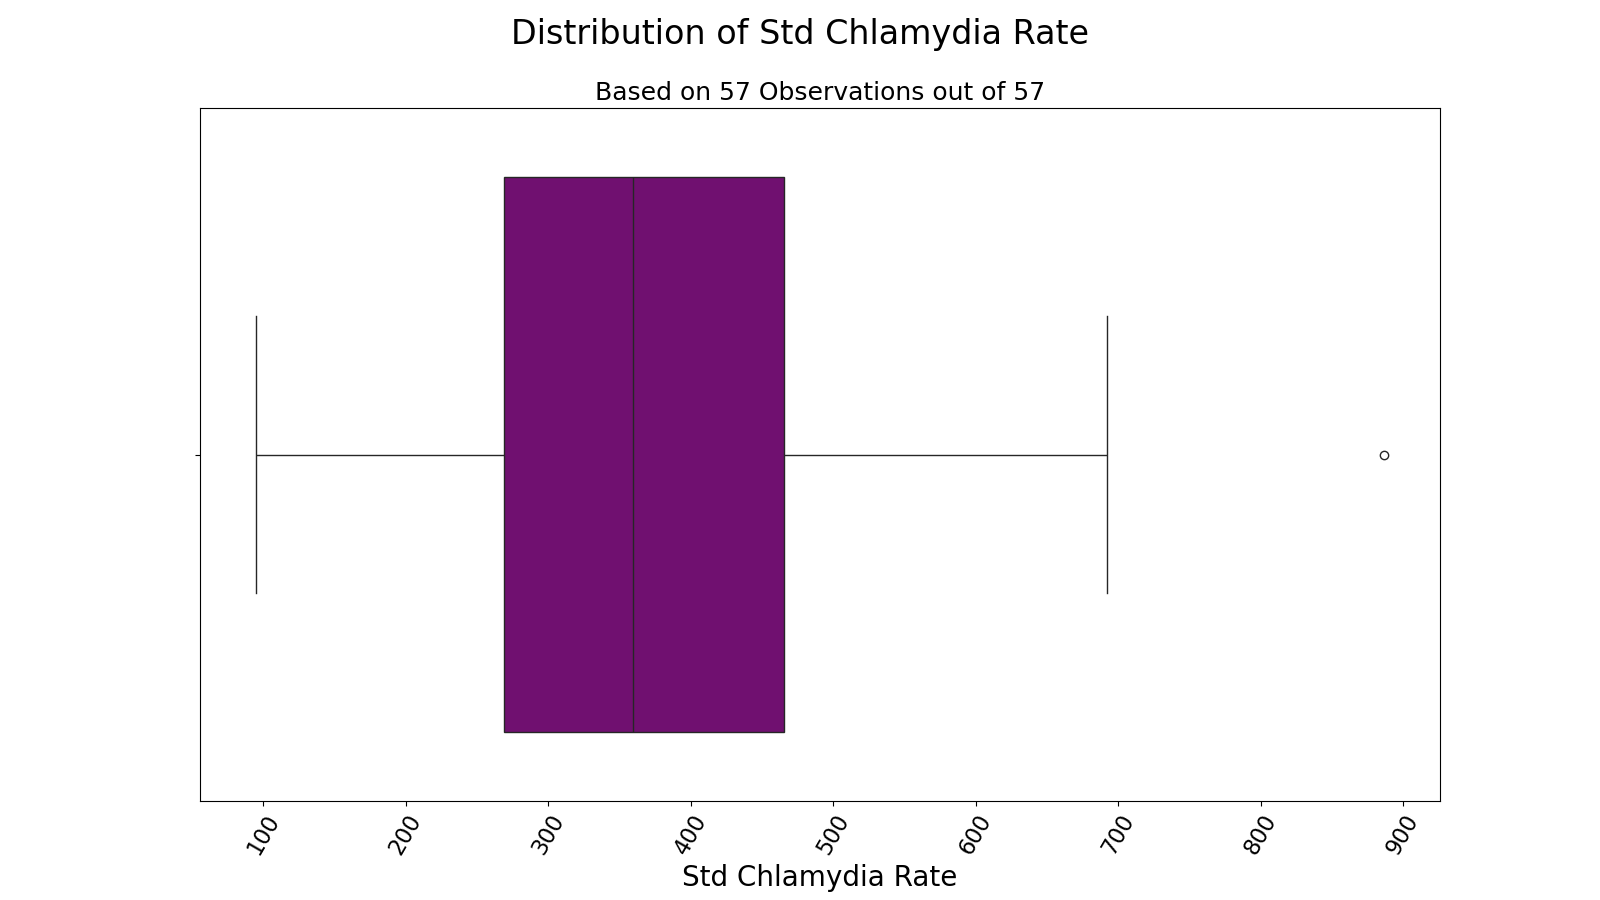 Distribution of Std Chlamydia Rate
Based on 57 Observations out of 57
100 200 300 400 500 600 700 800 900
Std Chlamydia Rate